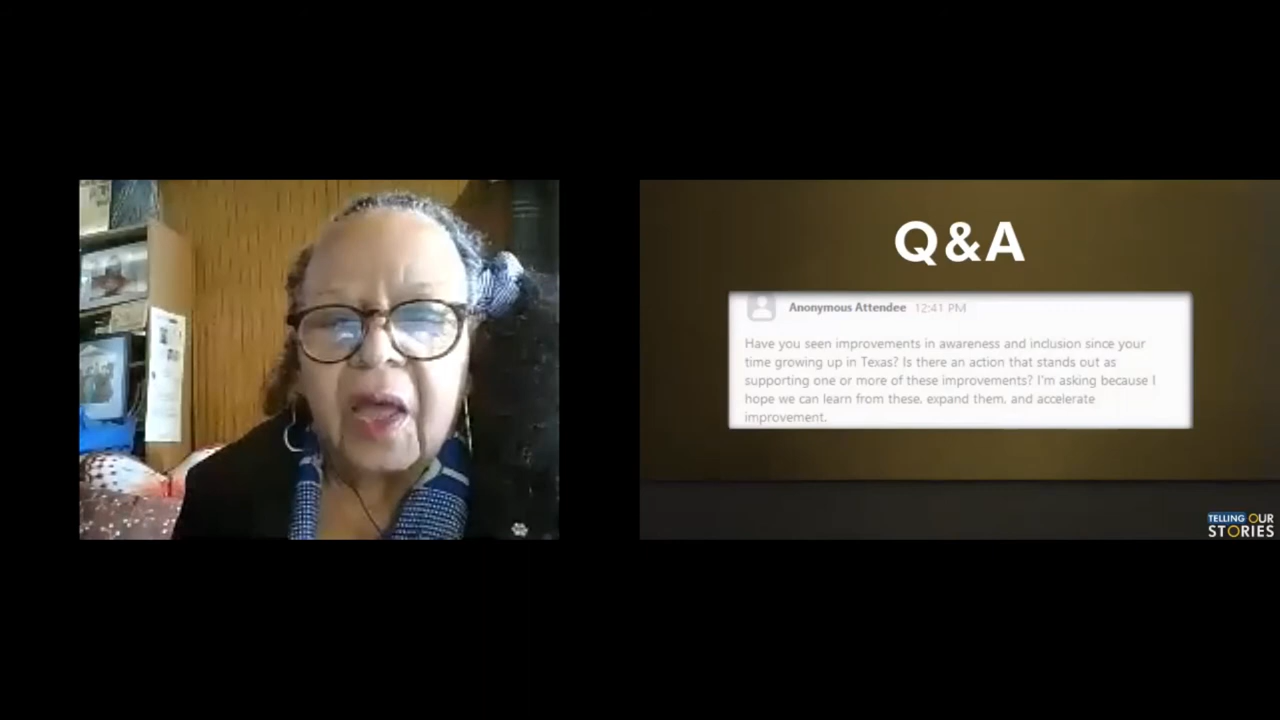 Q&A
Anonymous Attendee 12:41 PM
Have you seen improvements in awareness and inclusion since your
time growing up in Texas? Is there an action that stands out as
supporting one or more of these improvements? I'm asking because I
hope we can learn from these, expand them, and accelerate
improvement.
TELLING OUR
STORIES